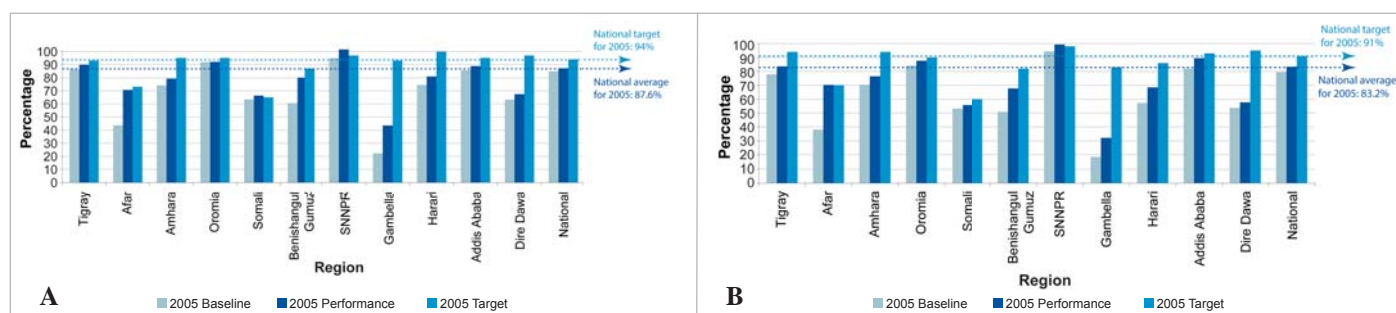 National target
for 2005: 94%
100
90
80
70
60
50
40
30
20
10
0
Percentage
National average
for 2005: 87.6%
Tigray
Afar
Amhara
Oromia
Somali
Benishangul
Gumuz
SNNPR
Gambella
Harari
Addis Ababa
Dire Dawa
National
Region
A
2005 Baseline
2005 Performance
2005 Target
National target
for 2005: 91%
100
90
80
70
60
50
40
30
20
10
0
Percentage
National average
for 2005: 83.2%
Tigray
Afar
Amhara
Oromia
Somali
Benishangul
Gumuz
SNNPR
Gambella
Harari
Addis Ababa
Dire Dawa
National
Region
B
2005 Baseline
2005 Performance
2005 Target